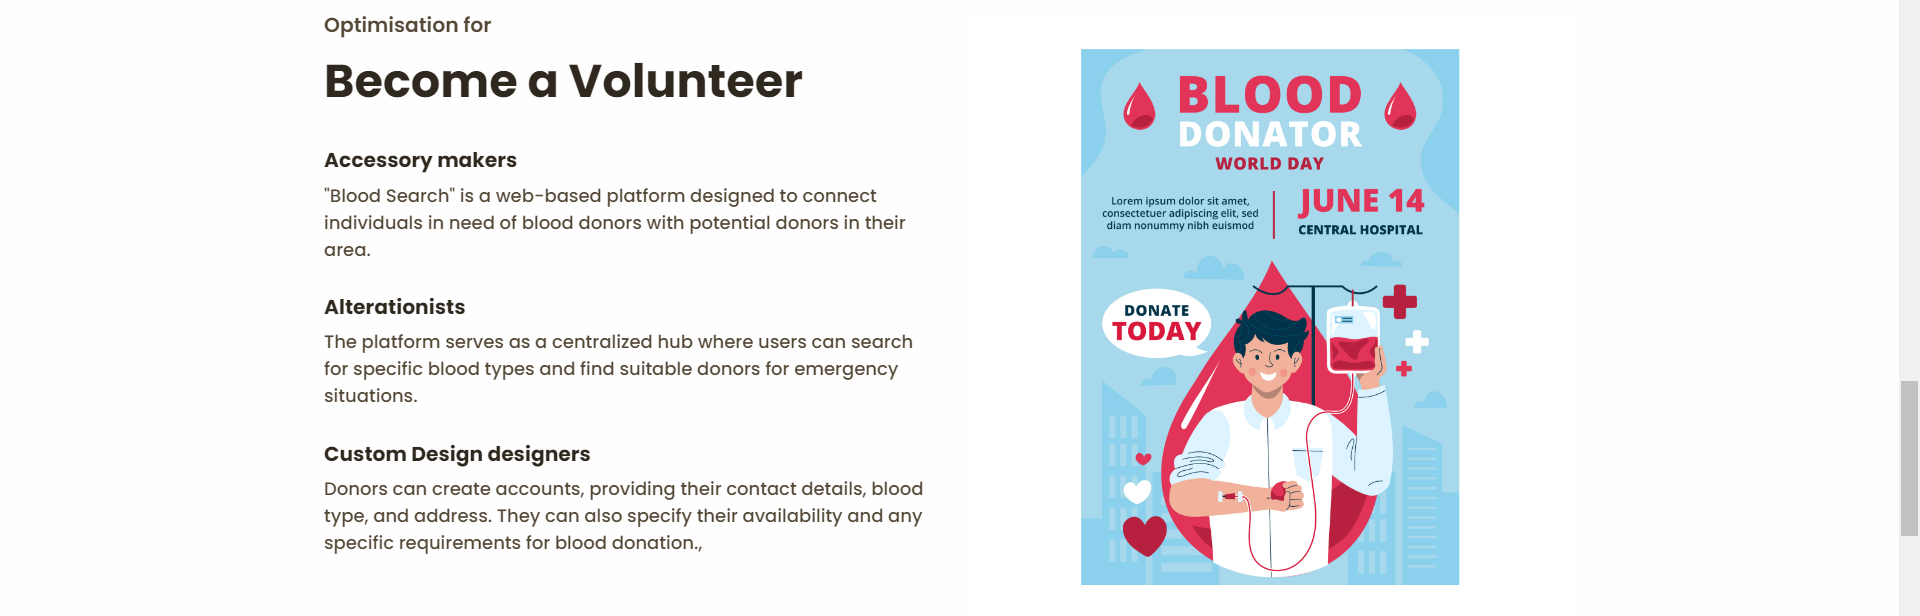 Optimisation for
Become a Volunteer
Accessory makers
"Blood Search" is a web-based platform designed to connect
individuals in need of blood donors with potential donors in their
area.
Alterationists
The platform serves as a centralized hub where users can search
for specific blood types and find suitable donors for emergency
situations.
Custom Design designers
Donors can create accounts, providing their contact details, blood
type, and address. They can also specify their availability and any
specific requirements for blood donation.,
BLOOD
DONATOR
WORLD DAY
Lorem ipsum dolor sit amet,
consectetuer adipiscing elit, sed
diam nonummy nibh euismod
JUNE 14
CENTRAL HOSPITAL
DONATE
TODAY